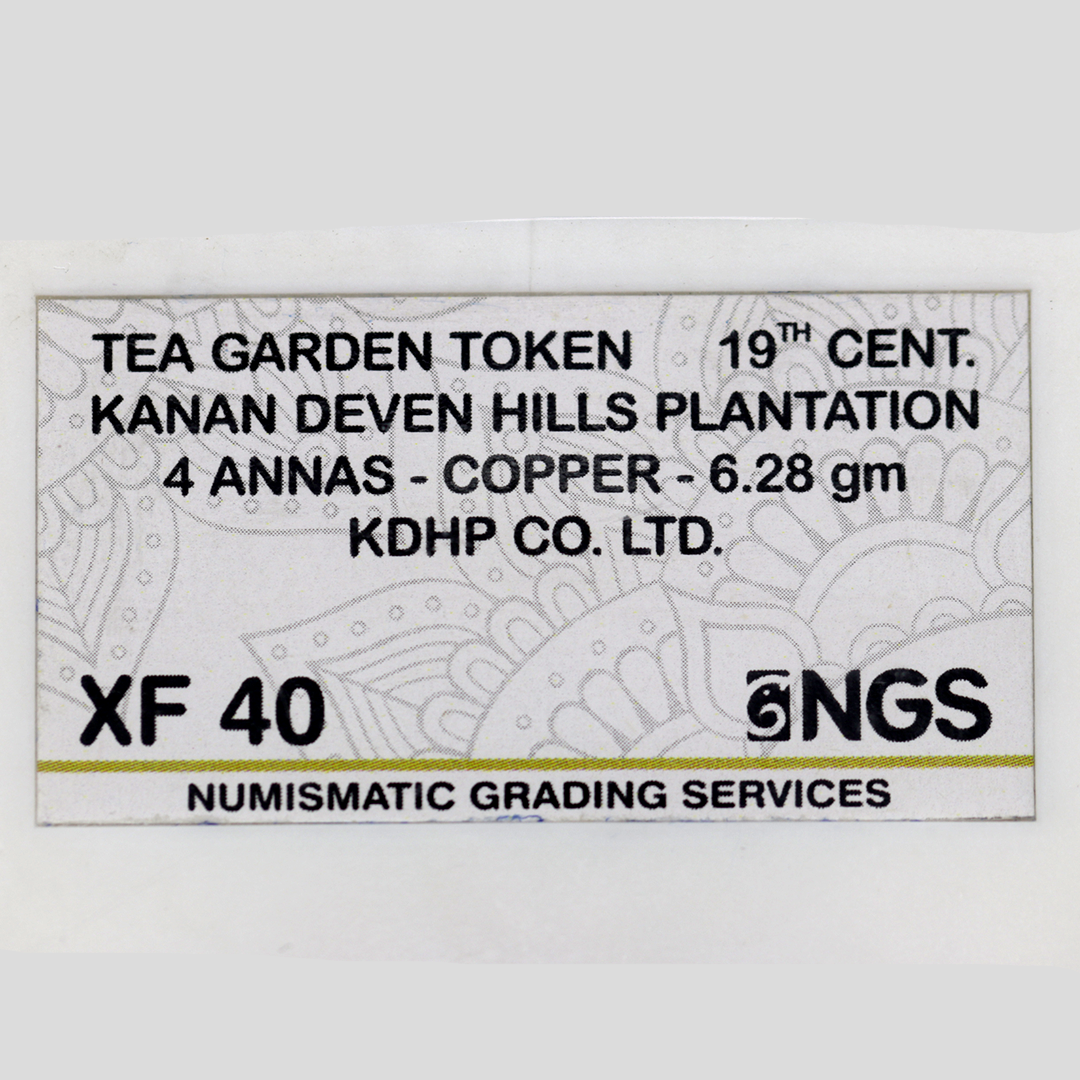 TEA GARDEN TOKEN 19TH CENT.
KANAN DEVEN HILLS PLANTATION
4 ANNAS - COPPER - 6.28 gm
KDHP CO. LTD.
XF 40 NGS
NUMISMATIC GRADING SERVICES